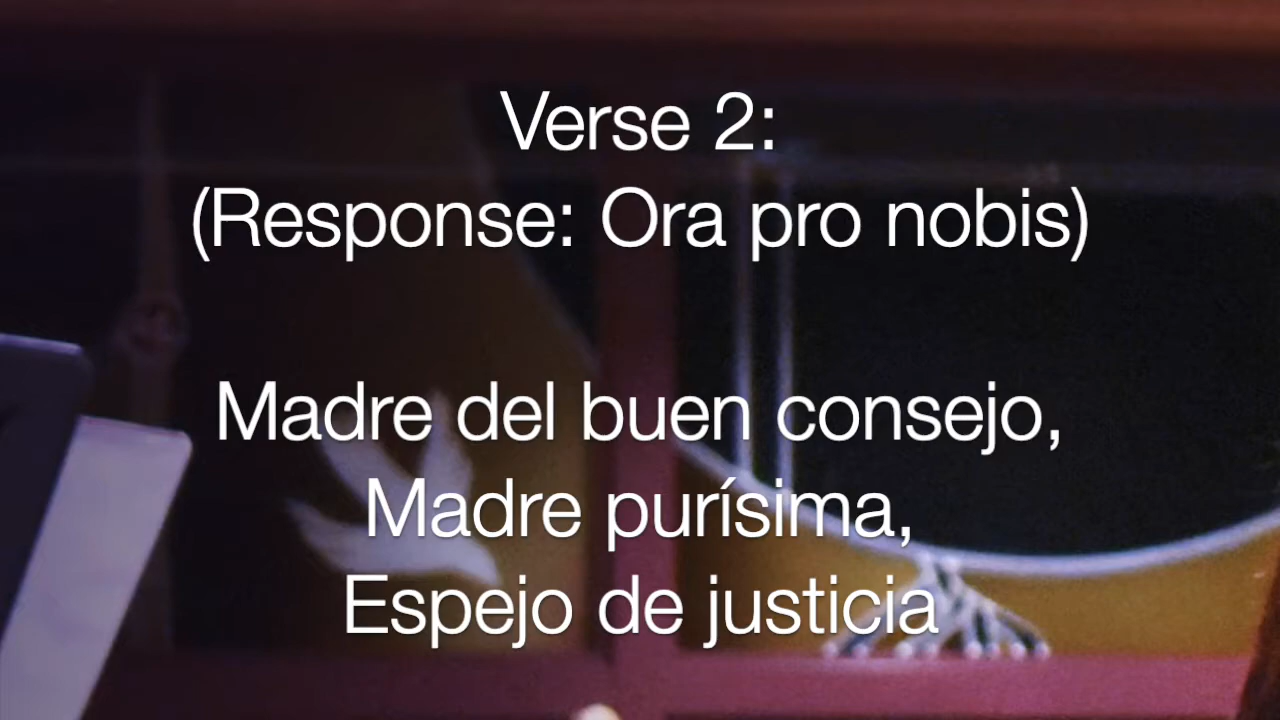 Verse 2:
(Response: Ora pro nobis)
Madre del buen consejo,
Madre purísima,
Espejo de justicia